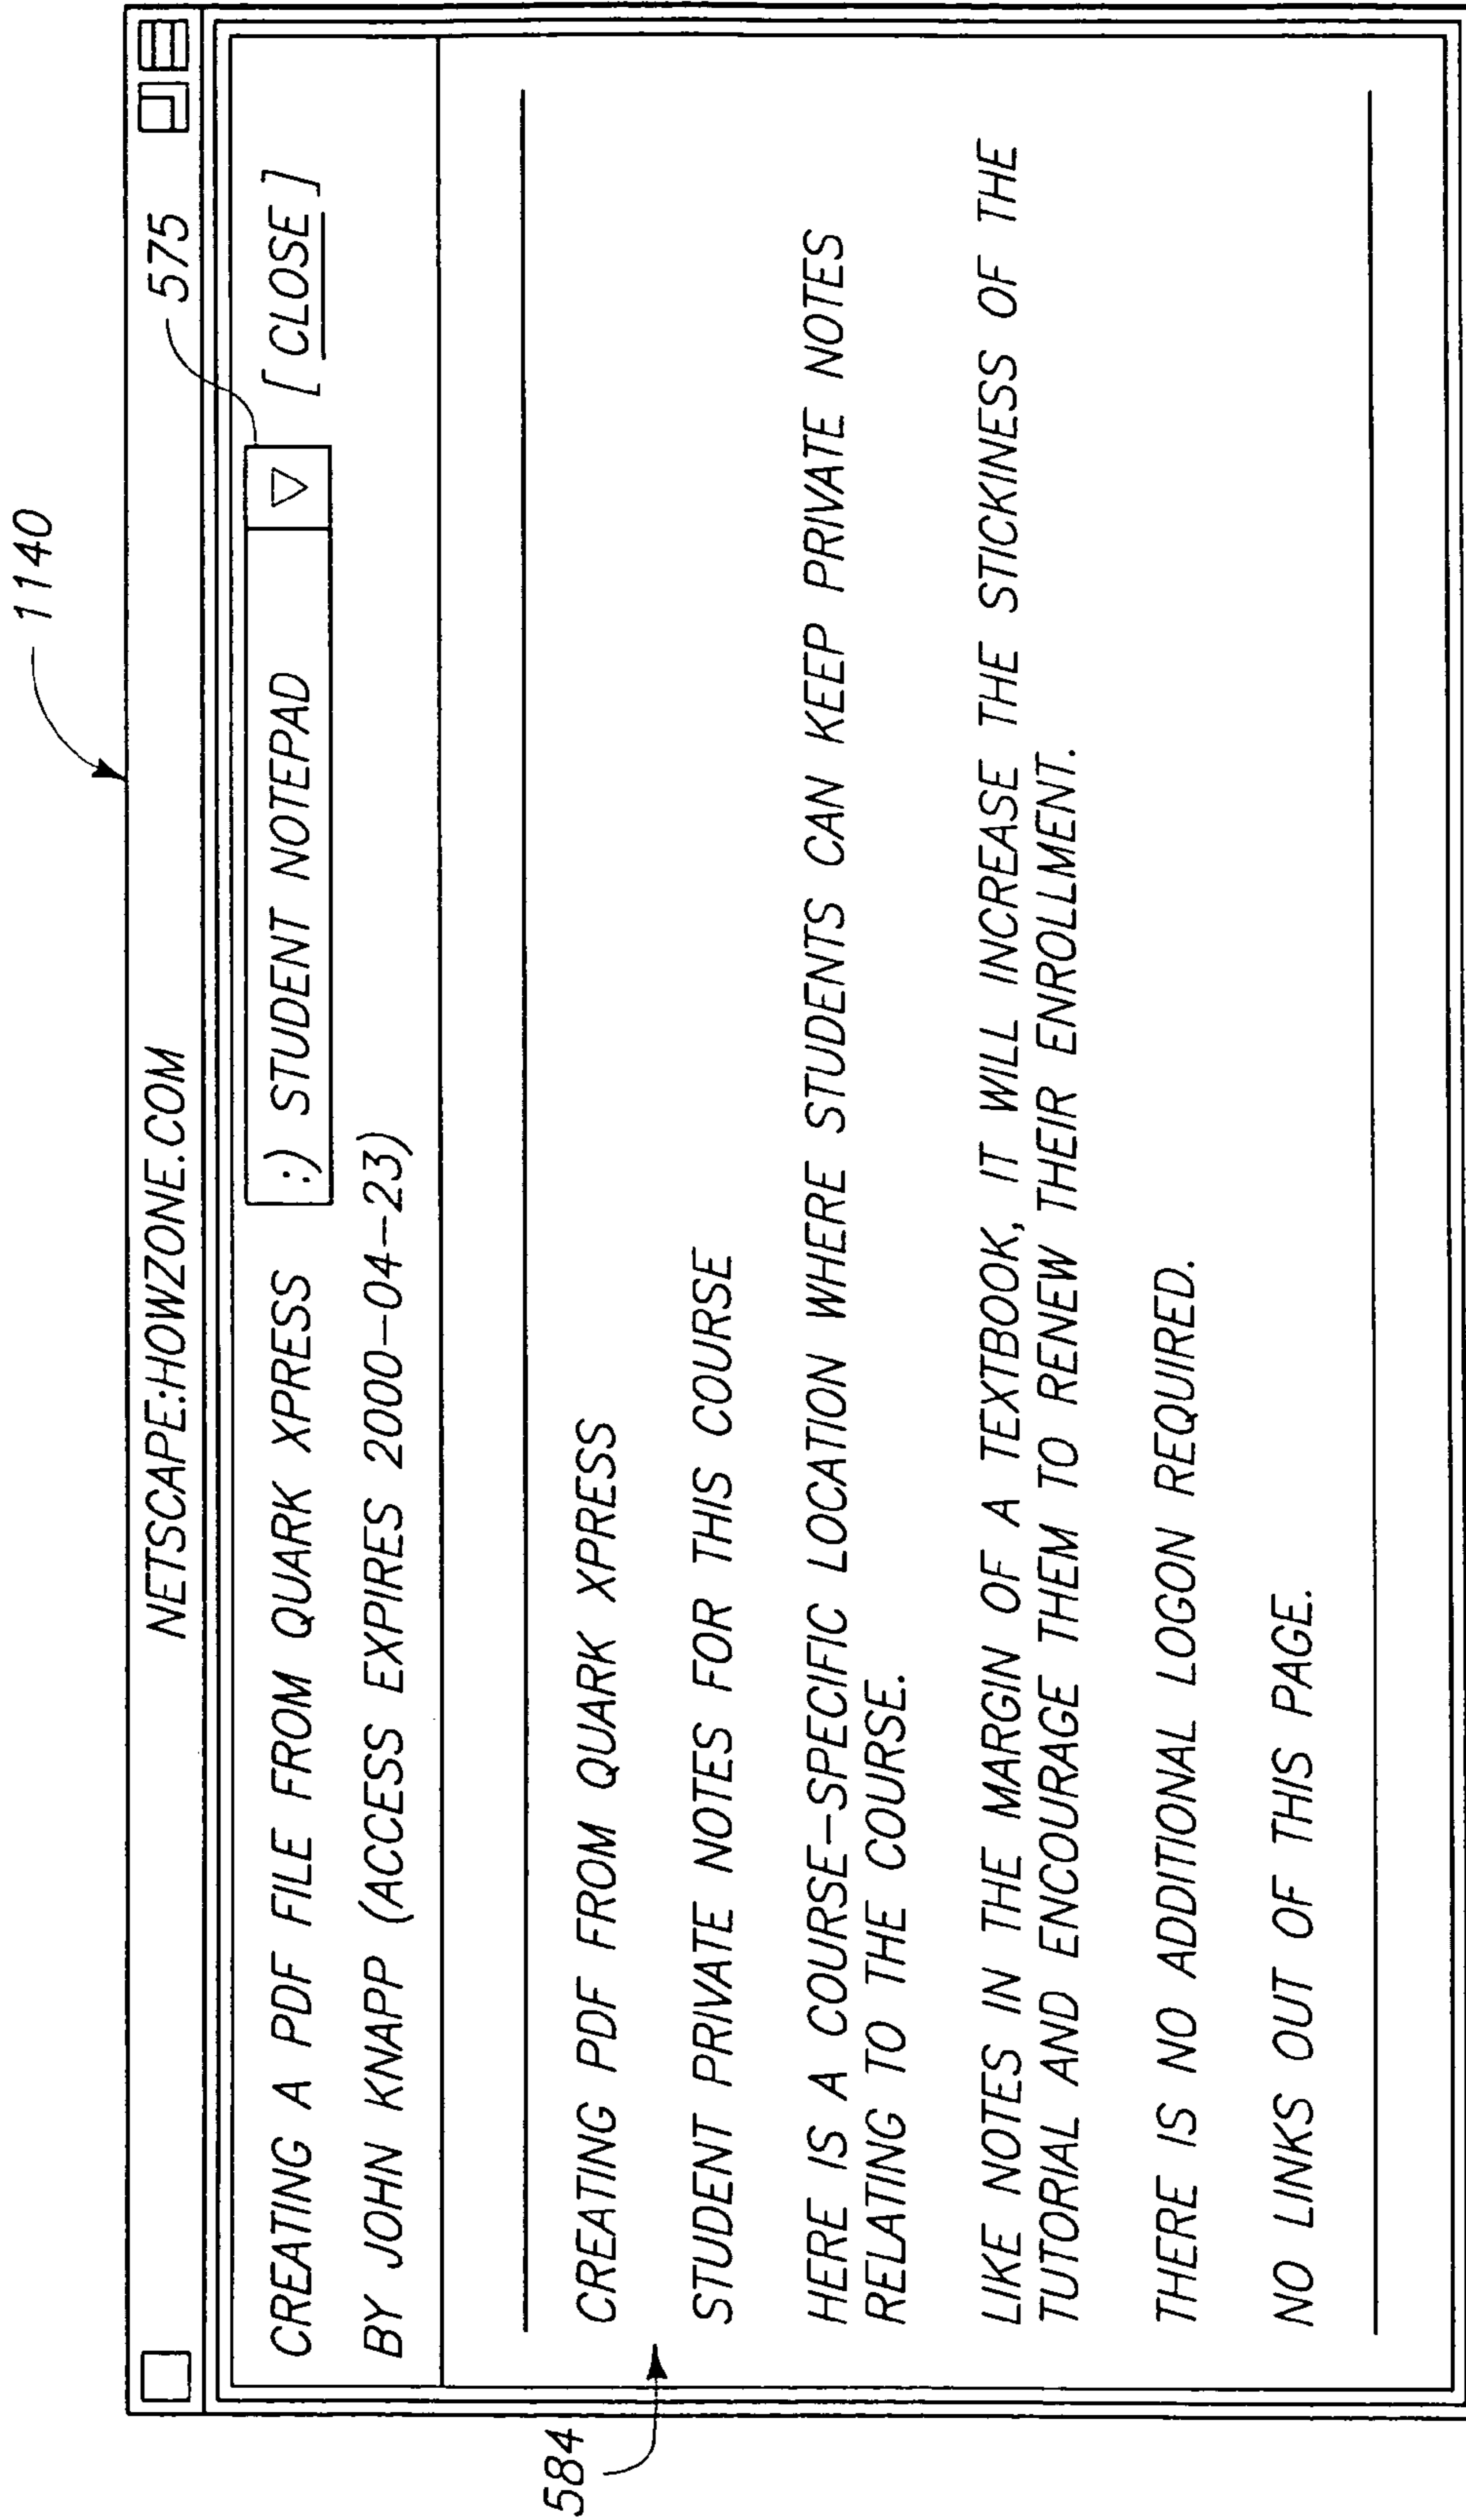 1140
NETSCAPE:HOWZONE.COM
575
CREATING A PDF FILE FROM QUARK XPRESS :) STUDENT NOTEPAD [ CLOSE ]
BY JOHN KNAPP (ACCESS EXPIRES 2000-04-23)
584
CREATING PDF FROM QUARK XPRESS
STUDENT PRIVATE NOTES FOR THIS COURSE
HERE IS A COURSE-SPECIFIC LOCATION WHERE STUDENTS CAN KEEP PRIVATE NOTES
RELATING TO THE COURSE.
LIKE NOTES IN THE MARGIN OF A TEXTBOOK, IT WILL INCREASE THE STICKINESS OF THE
TUTORIAL AND ENCOURAGE THEM TO RENEW THEIR ENROLLMENT.
THERE IS NO ADDITIONAL LOGON REQUIRED.
NO LINKS OUT OF THIS PAGE.